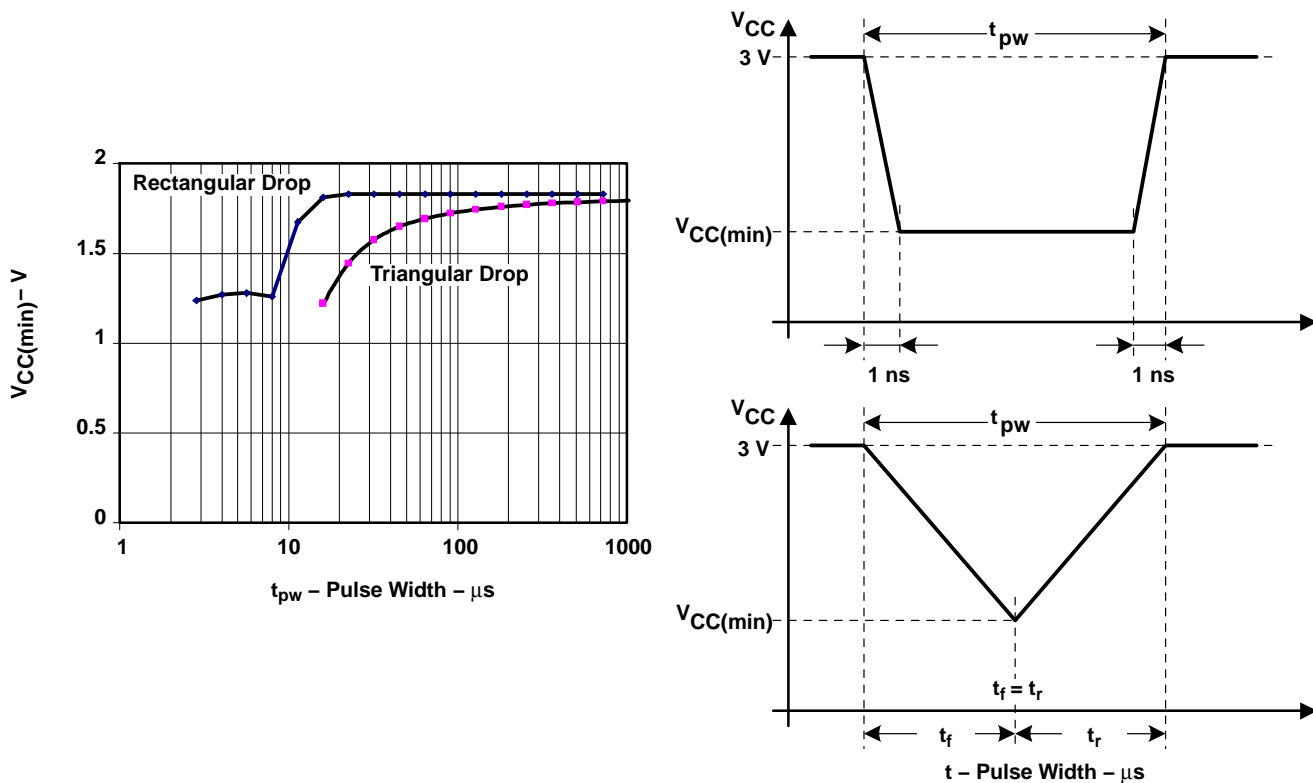 2
1.5
1
0.5
0
VCC(min) – V
Rectangular Drop
Triangular Drop
1
10
100
1000
tpw – Pulse Width – μs
VCC
3 V
tpw
VCC(min)
1 ns
1 ns
VCC
3 V
tpw
VCC(min)
tf = tr
tf
tr
t – Pulse Width – μs